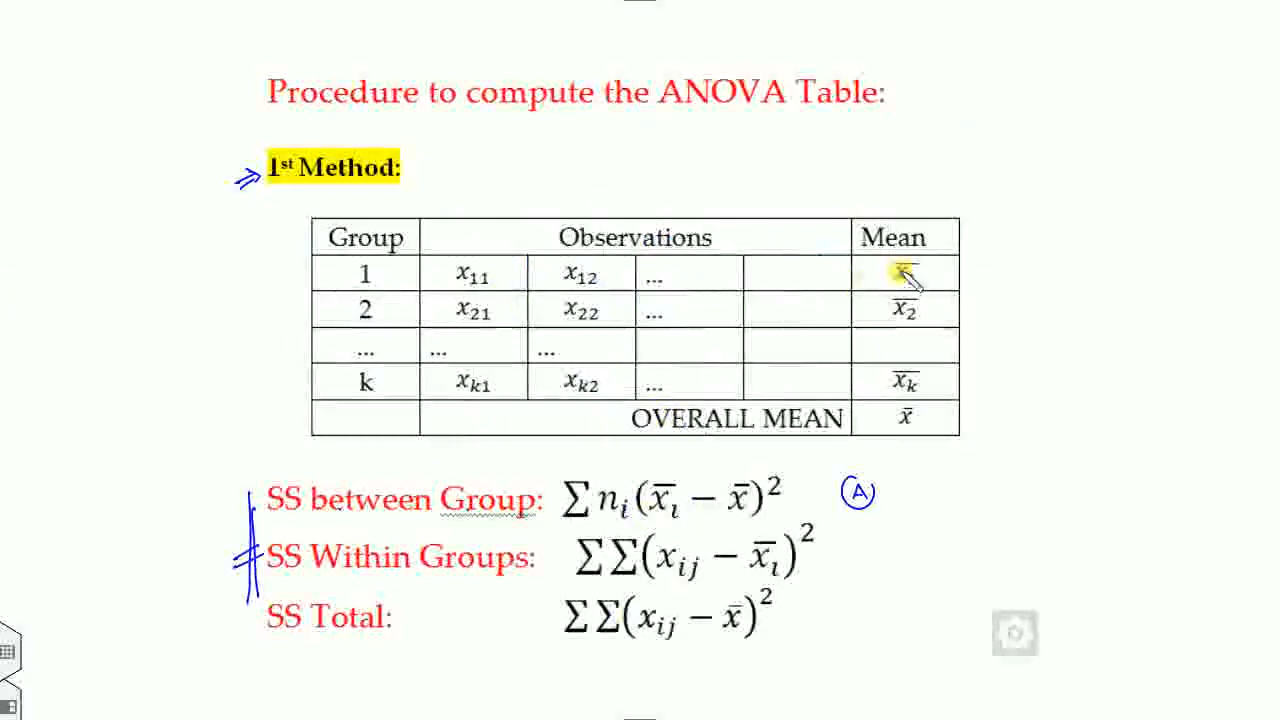 Procedure to compute the ANOVA Table:
1st Method:
Group Observations Mean
1 x₁₁ x₁₂ ...
2 x₂₁ x₂₂ ... x̄₂
... ... ...
k xₖ₁ xₖ₂ ... x̄ₖ
OVERALL MEAN x̄
SS between Group: ∑ nᵢ(x̄ᵢ − x̄)² A
SS Within Groups: ∑∑(xᵢⱼ − x̄ᵢ)²
SS Total: ∑∑(xᵢⱼ − x̄)²